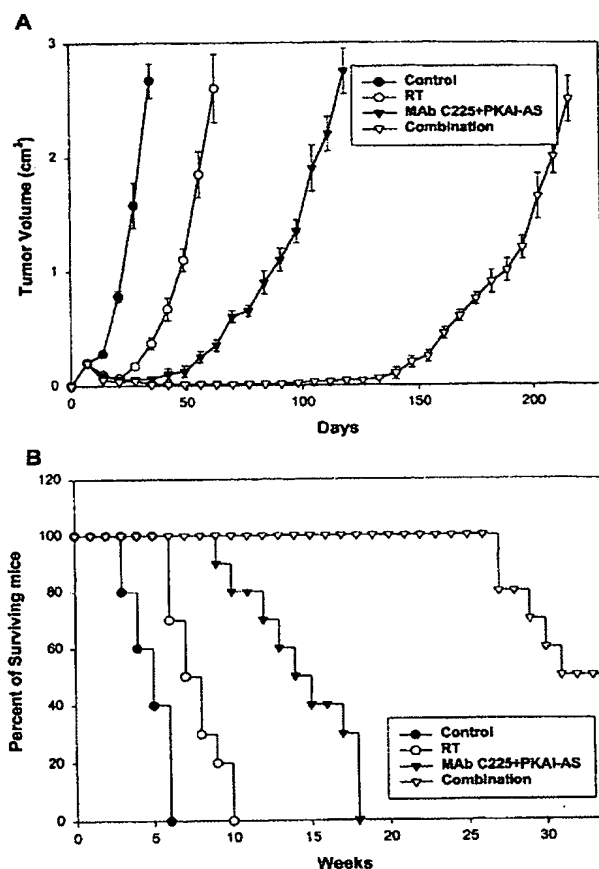 A
3
2
1
0
Tumor Volume (cm³)
Control
RT
MAb C225+PKAI-AS
Combination
0
50
100
150
200
Days
B
120
100
80
60
40
20
0
Percent of Surviving mice
Control
RT
MAb C225+PKAI-AS
Combination
0
5
10
15
20
25
30
Weeks